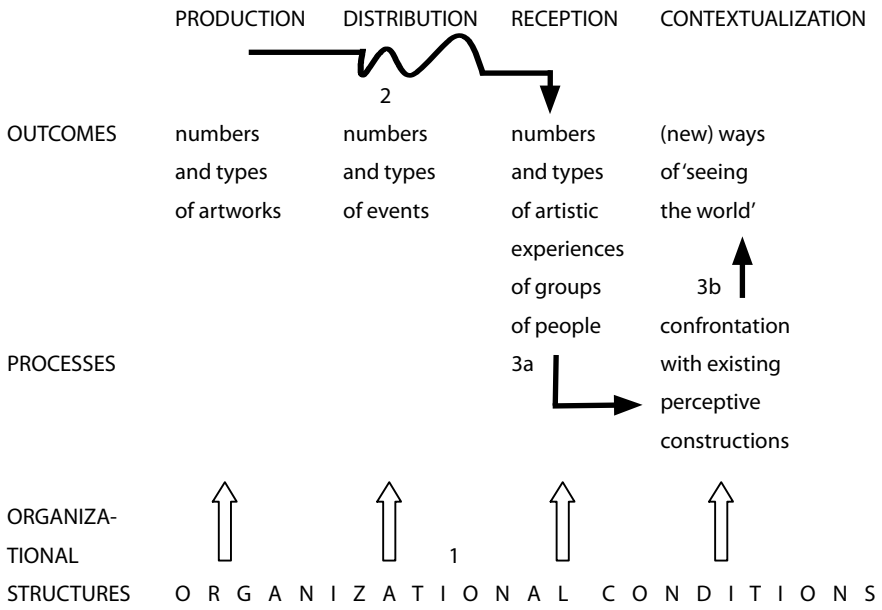 PRODUCTION DISTRIBUTION RECEPTION CONTEXTUALIZATION
2
OUTCOMES numbers numbers numbers (new) ways
and types and types and types of ‘seeing
of artworks of events of artistic the world’
experiences
of groups 3b
of people confrontation
PROCESSES 3a with existing
perceptive
constructions
ORGANIZA-
TIONAL 1
STRUCTURES O R G A N I Z A T I O N A L C O N D I T I O N S